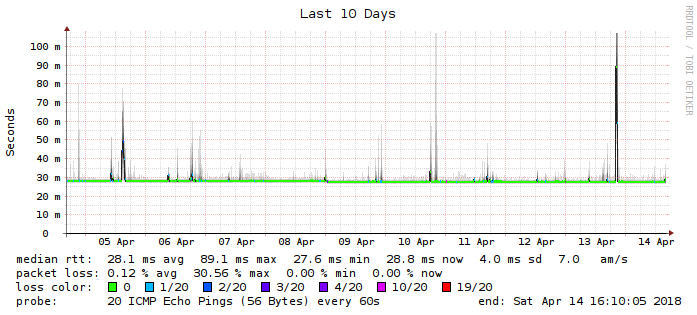 Last 10 Days
RRDTOOL / TOBI OETIKER
Seconds
100 m
90 m
80 m
70 m
60 m
50 m
40 m
30 m
20 m
10 m
0
05 Apr 06 Apr 07 Apr 08 Apr 09 Apr 10 Apr 11 Apr 12 Apr 13 Apr 14 Apr
median rtt: 28.1 ms avg 89.1 ms max 27.6 ms min 28.8 ms now 4.0 ms sd 7.0 am/s
packet loss: 0.12 % avg 30.56 % max 0.00 % min 0.00 % now
loss color: 0 1/20 2/20 3/20 4/20 10/20 19/20
probe: 20 ICMP Echo Pings (56 Bytes) every 60s end: Sat Apr 14 16:10:05 2018